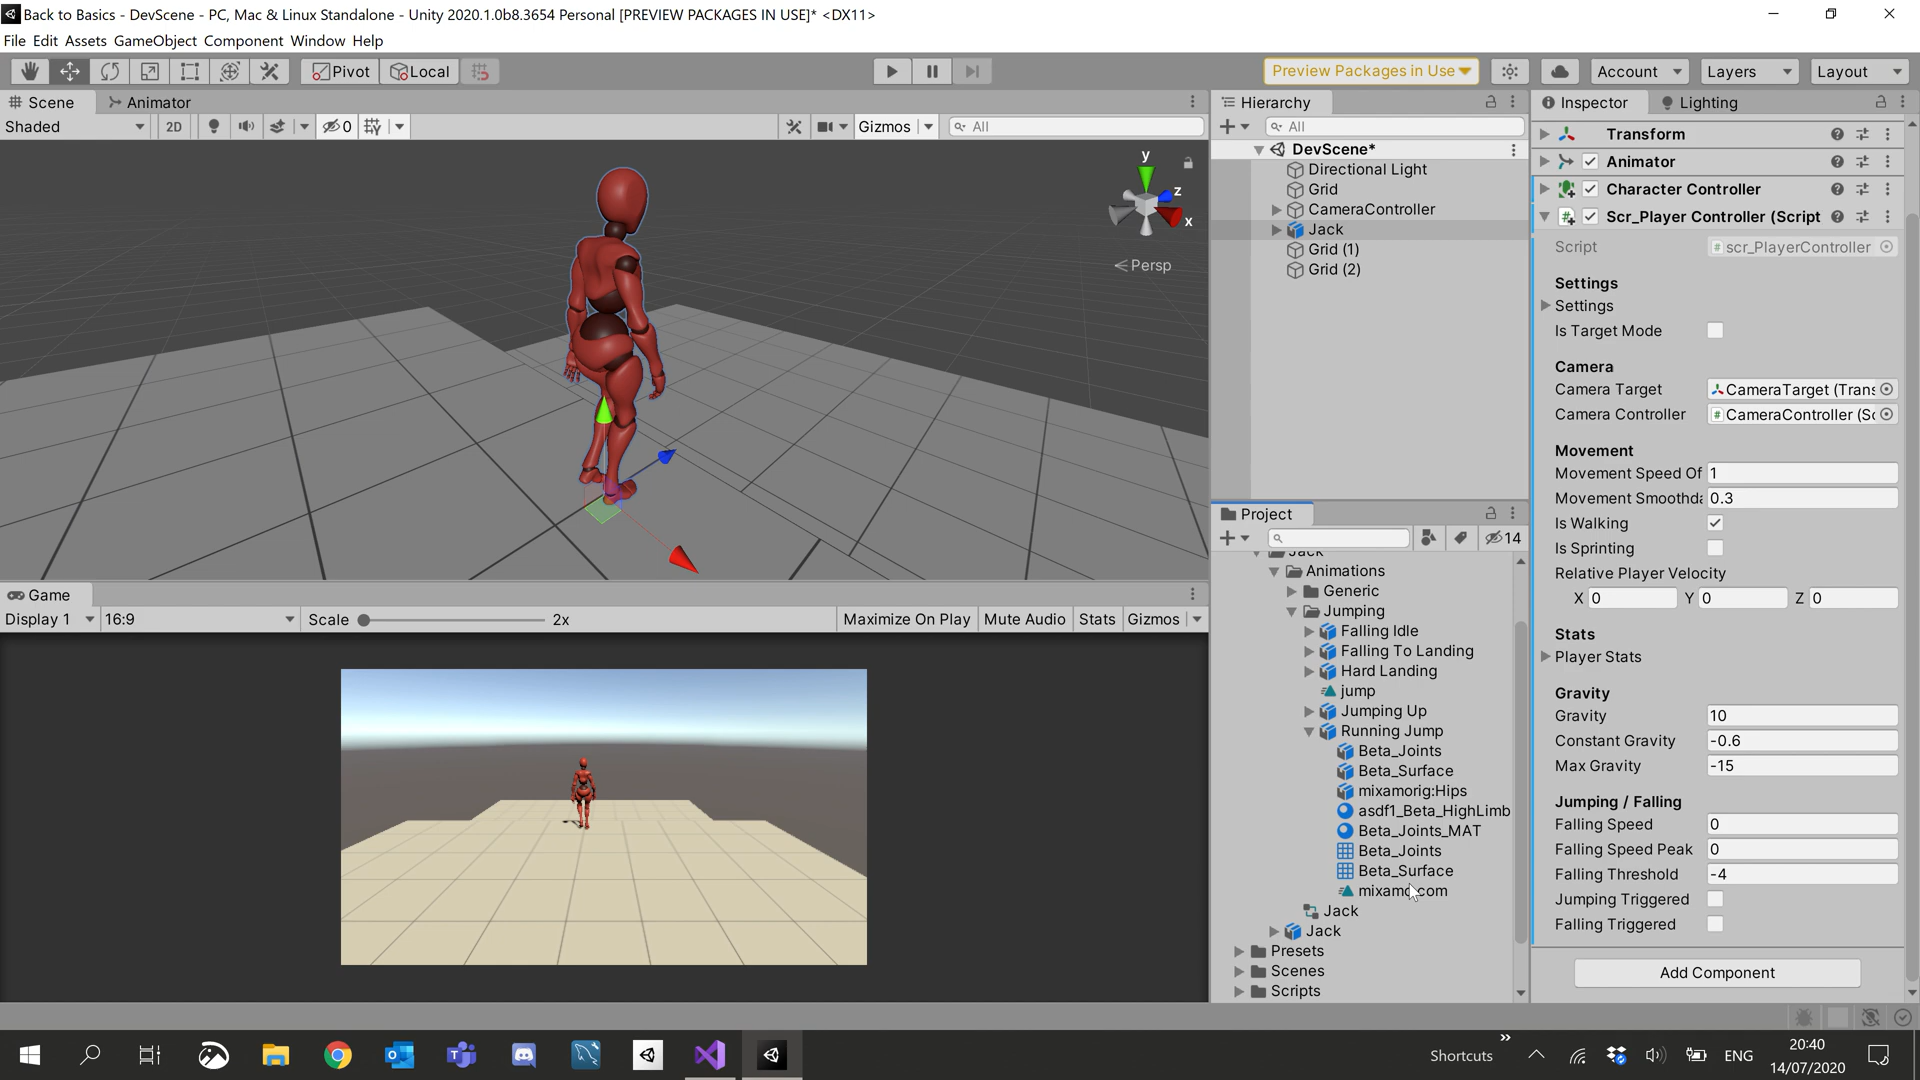 Back to Basics - DevScene - PC, Mac & Linux Standalone - Unity 2020.1.0b8.3654 Personal [PREVIEW PACKAGES IN USE]* <DX11>
File Edit Assets GameObject Component Window Help
Pivot Local Preview Packages in Use Account Layers Layout
Scene Animator
Shaded 2D 0 Gizmos All
y
z
x
Persp
Game
Display 1 16:9 Scale 2x Maximize On Play Mute Audio Stats Gizmos
Hierarchy
All
DevScene*
Directional Light
Grid
CameraController
Jack
Grid (1)
Grid (2)
Project
14
Jack
Animations
Generic
Jumping
Falling Idle
Falling To Landing
Hard Landing
jump
Jumping Up
Running Jump
Beta_Joints
Beta_Surface
mixamorig:Hips
asdf1_Beta_HighLimb
Beta_Joints_MAT
Beta_Joints
Beta_Surface
mixamo.com
Jack
Jack
Presets
Scenes
Scripts
Inspector Lighting
Transform
Animator
Character Controller
Scr_Player Controller (Script
Script scr_PlayerController
Settings
Settings
Is Target Mode
Camera
Camera Target CameraTarget (Trans
Camera Controller CameraController (Sc
Movement
Movement Speed Of 1
Movement Smoothda 0.3
Is Walking
Is Sprinting
Relative Player Velocity
X 0 Y 0 Z 0
Stats
Player Stats
Gravity
Gravity 10
Constant Gravity -0.6
Max Gravity -15
Jumping / Falling
Falling Speed 0
Falling Speed Peak 0
Falling Threshold -4
Jumping Triggered
Falling Triggered
Add Component
Shortcuts ENG
20:40
14/07/2020